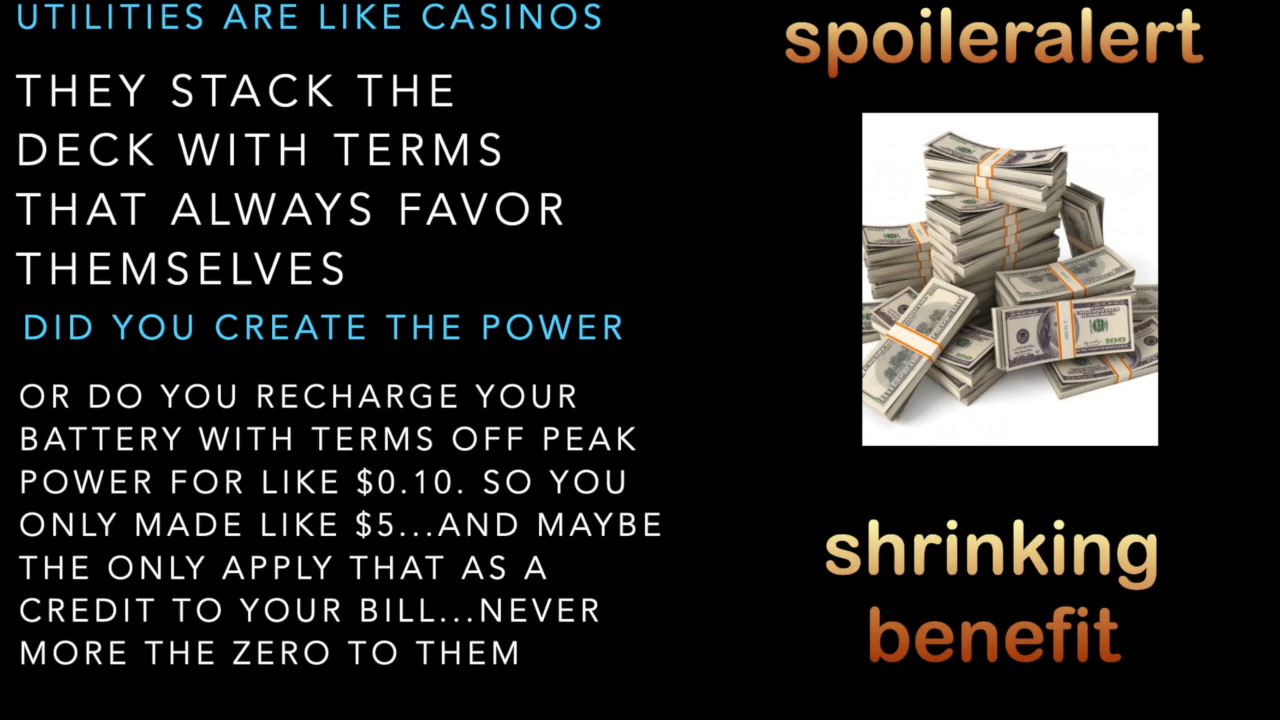 UTILITIES ARE LIKE CASINOS
THEY STACK THE
DECK WITH TERMS
THAT ALWAYS FAVOR
THEMSELVES
DID YOU CREATE THE POWER
OR DO YOU RECHARGE YOUR
BATTERY WITH TERMS OFF PEAK
POWER FOR LIKE $0.10. SO YOU
ONLY MADE LIKE $5...AND MAYBE
THE ONLY APPLY THAT AS A
CREDIT TO YOUR BILL...NEVER
MORE THE ZERO TO THEM
spoileralert
100
shrinking
benefit